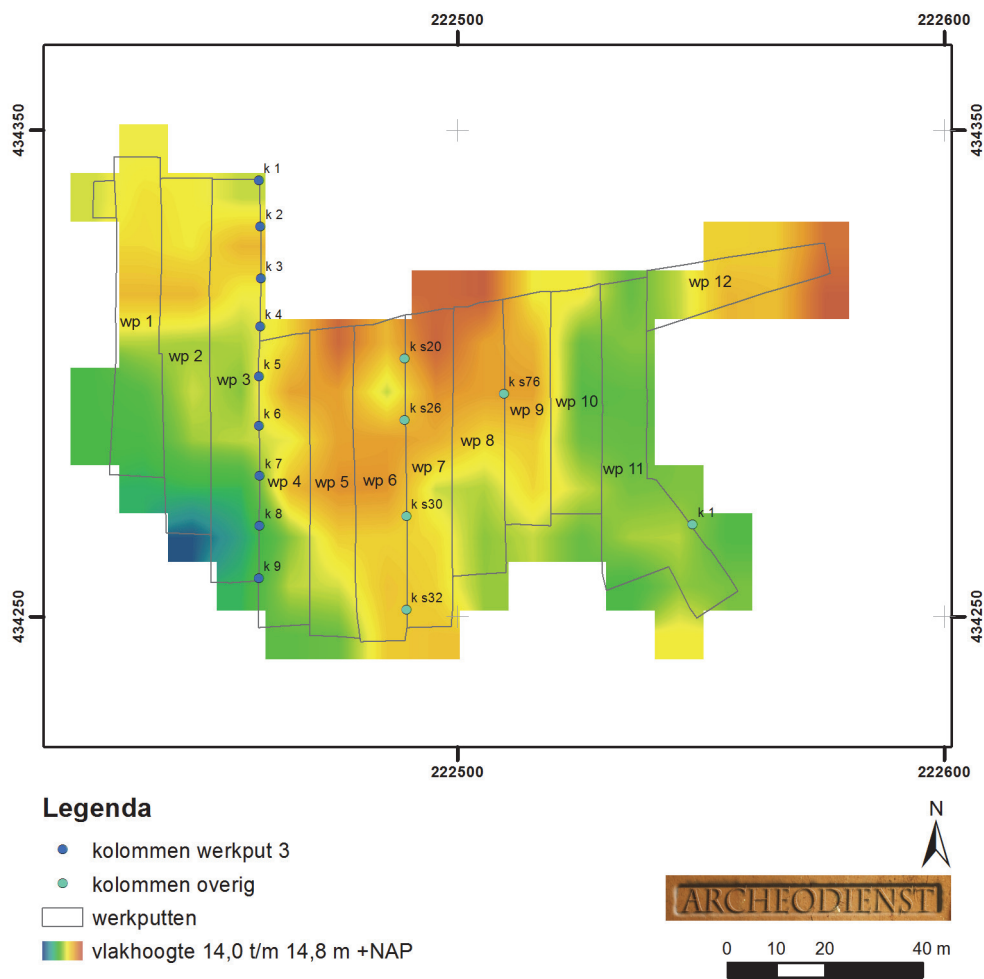 222500
222600
434350
434350
k 1
k 2
k 3
wp 12
k 4
wp 1
wp 2
k s20
k 5
wp 3
k s76
wp 10
wp 9
k 6
k s26
wp 8
k 7
wp 7
wp 11
wp 4
wp 5
wp 6
k s30
k 8
k 1
k 9
k s32
434250
434250
222500
222600
Legenda
kolommen werkput 3
kolommen overig
werkputten
vlakhoogte 14,0 t/m 14,8 m +NAP
N
ARCHEODIENST
0 10 20 40 m